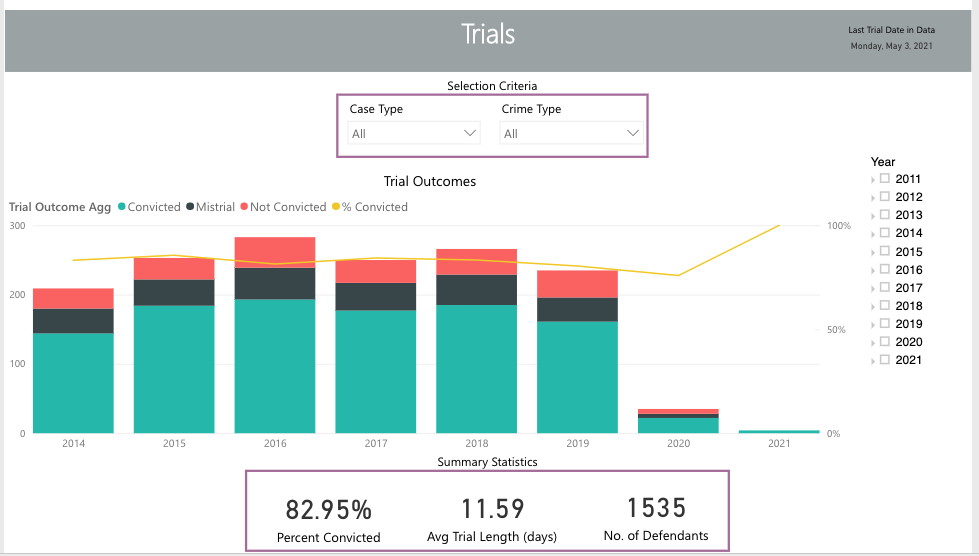 Trials
Last Trial Date in Data
Monday, May 3, 2021
Selection Criteria
Case Type
Crime Type
All
All
Trial Outcomes
Trial Outcome Agg Convicted Mistrial Not Convicted % Convicted
300
200
100
0
100%
50%
0%
2014 2015 2016 2017 2018 2019 2020 2021
Year
2011
2012
2013
2014
2015
2016
2017
2018
2019
2020
2021
Summary Statistics
82.95%
Percent Convicted
11.59
Avg Trial Length (days)
1535
No. of Defendants